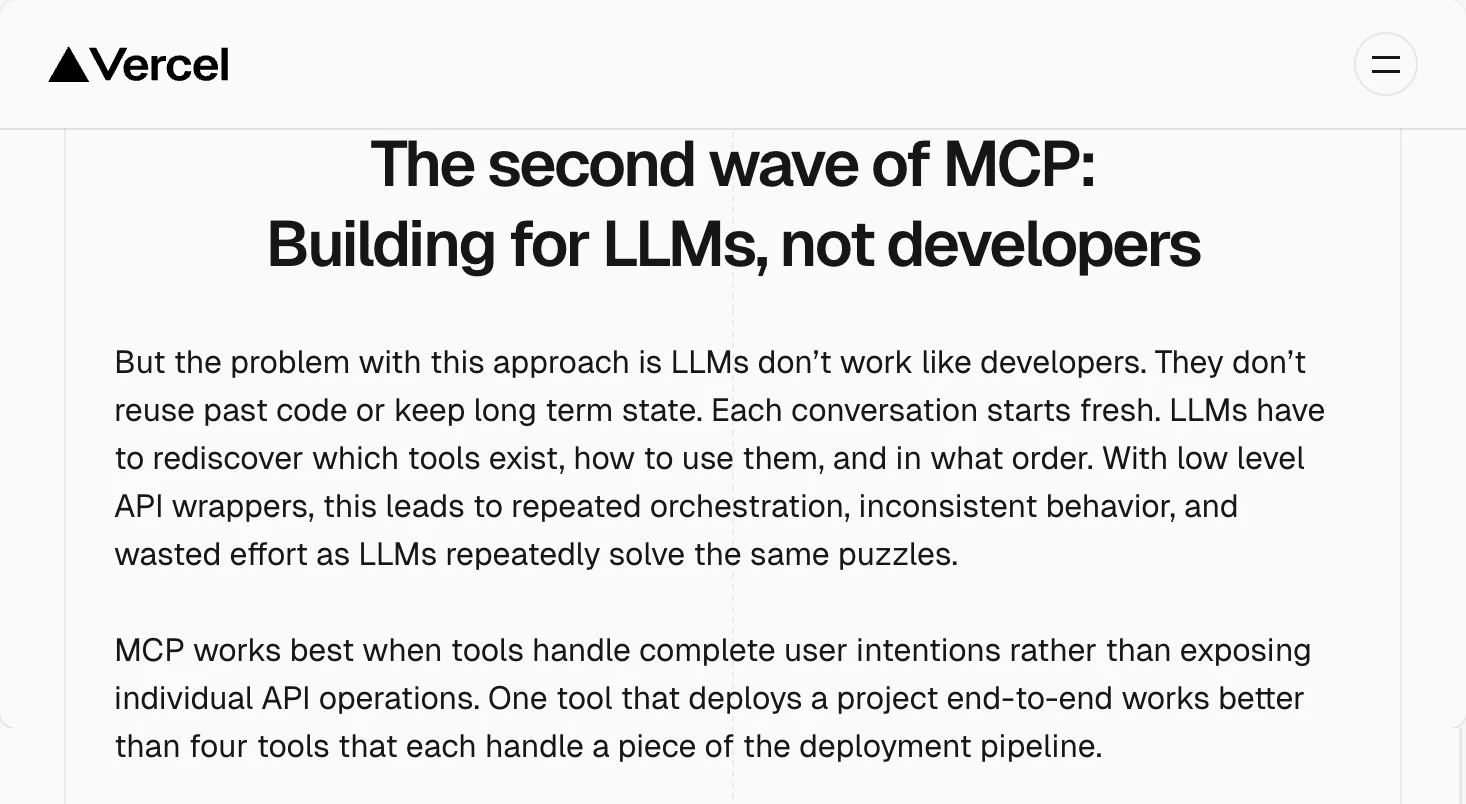 Vercel
The second wave of MCP:
Building for LLMs, not developers
But the problem with this approach is LLMs don’t work like developers. They don’t
reuse past code or keep long term state. Each conversation starts fresh. LLMs have
to rediscover which tools exist, how to use them, and in what order. With low level
API wrappers, this leads to repeated orchestration, inconsistent behavior, and
wasted effort as LLMs repeatedly solve the same puzzles.
MCP works best when tools handle complete user intentions rather than exposing
individual API operations. One tool that deploys a project end-to-end works better
than four tools that each handle a piece of the deployment pipeline.